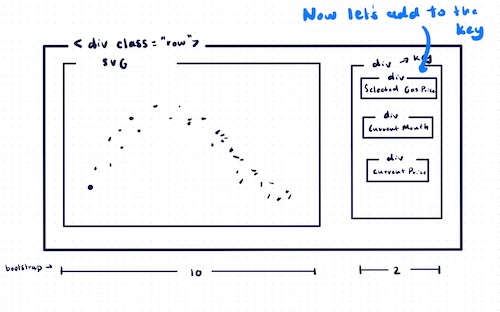 Now let's add to the
key
< div class = "row" >
SVG
div → key
div
Selected Gas Price
div
Current Month
div
Current Price
bootstrap →
10
2